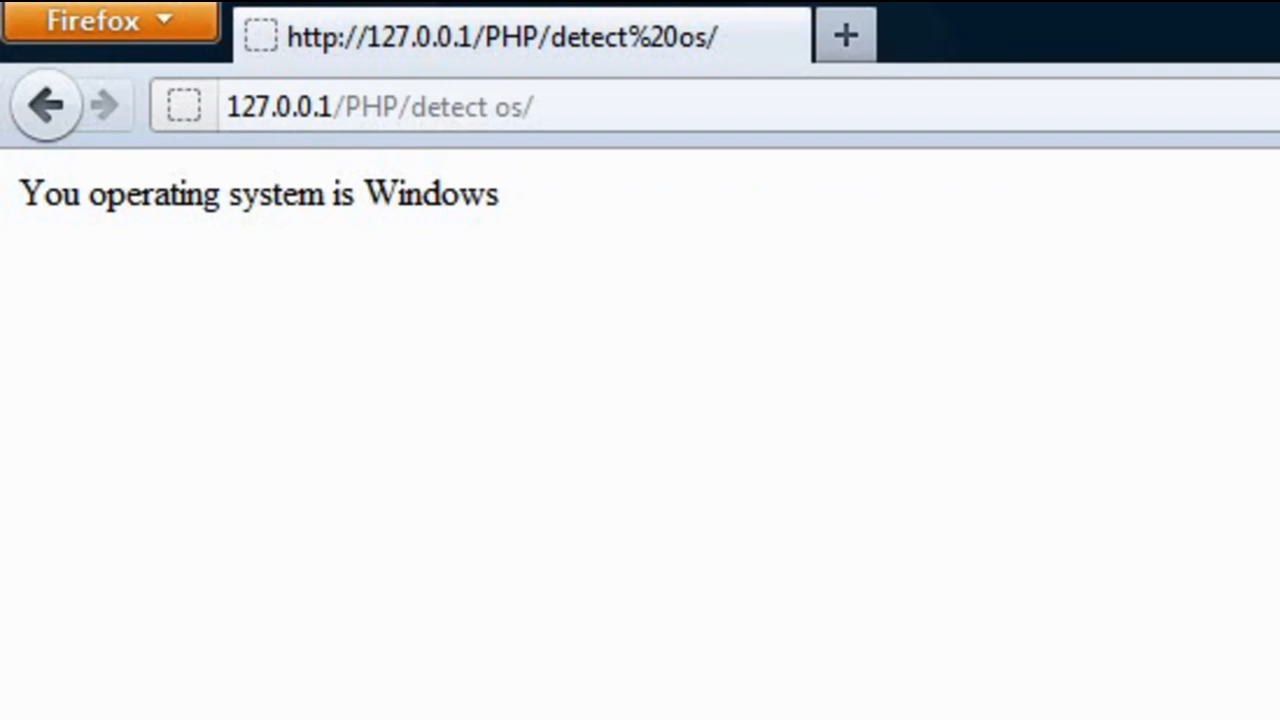 Firefox
http://127.0.0.1/PHP/detect%20os/
127.0.0.1/PHP/detect os/
You operating system is Windows